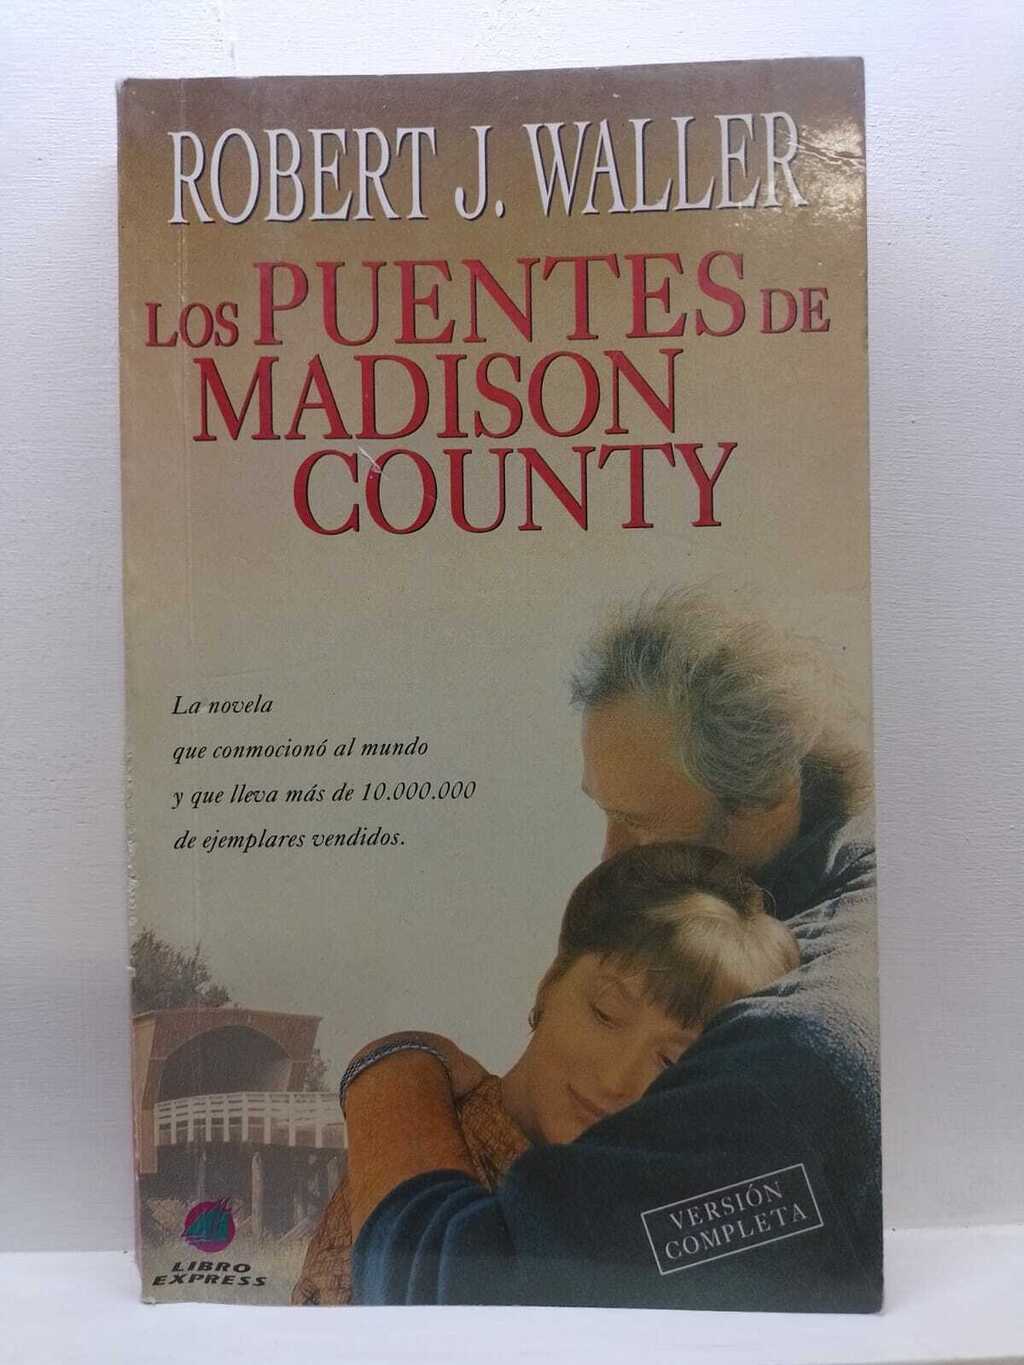 ROBERT J. WALLER
LOS PUENTES DE
MADISON
COUNTY
La novela
que conmocionó al mundo
y que lleva más de 10.000.000
de ejemplares vendidos.
VERSIÓN
COMPLETA
LIBRO
EXPRESS